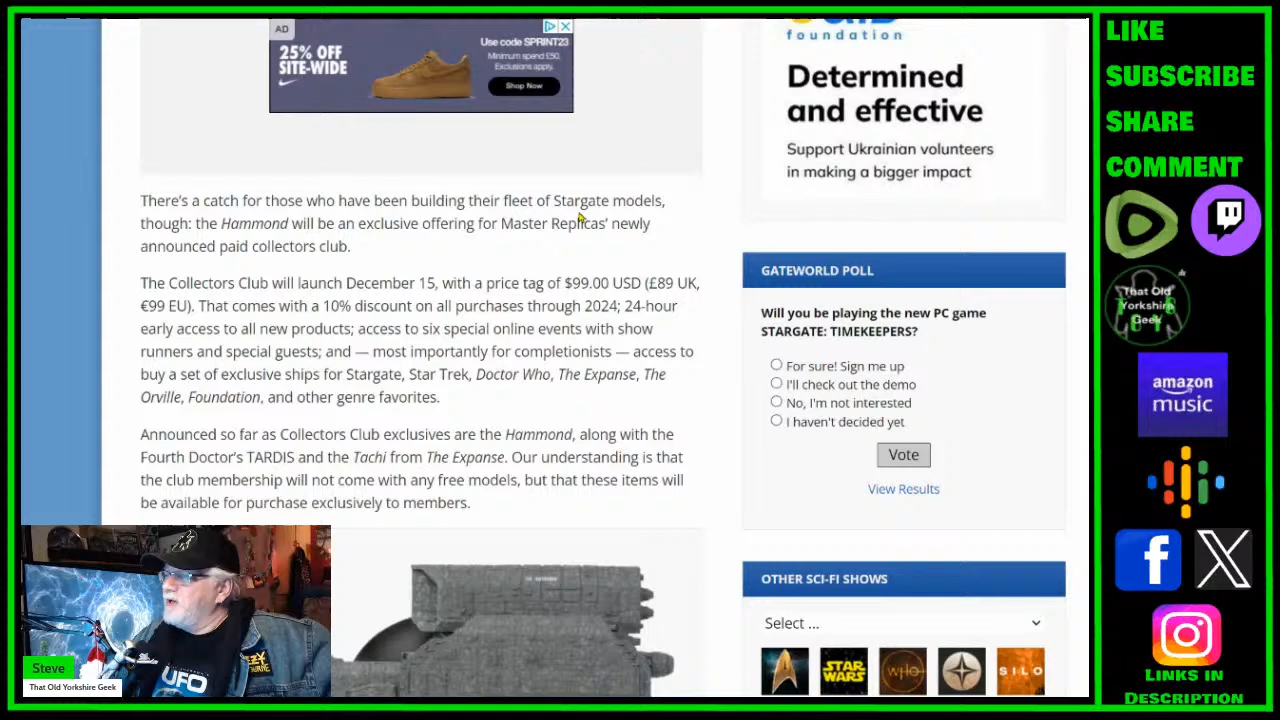 AD
25% OFF
SITE-WIDE
Use code SPRINT23
Minimum spend £50.
Exclusions apply.
Shop Now
There's a catch for those who have been building their fleet of Stargate models,
though: the Hammond will be an exclusive offering for Master Replicas' newly
announced paid collectors club.
The Collectors Club will launch December 15, with a price tag of $99.00 USD (£89 UK,
€99 EU). That comes with a 10% discount on all purchases through 2024; 24-hour
early access to all new products; access to six special online events with show
runners and special guests; and — most importantly for completionists — access to
buy a set of exclusive ships for Stargate, Star Trek, Doctor Who, The Expanse, The
Orville, Foundation, and other genre favorites.
Announced so far as Collectors Club exclusives are the Hammond, along with the
Fourth Doctor's TARDIS and the Tachi from The Expanse. Our understanding is that
the club membership will not come with any free models, but that these items will
be available for purchase exclusively to members.
foundation
Determined
and effective
Support Ukrainian volunteers
in making a bigger impact
GATEWORLD POLL
Will you be playing the new PC game
STARGATE: TIMEKEEPERS?
For sure! Sign me up
I'll check out the demo
No, I'm not interested
I haven't decided yet
Vote
View Results
OTHER SCI-FI SHOWS
Select ...
STAR
WARS
WHO
SILO
UFO
Steve
That Old Yorkshire Geek
LIKE
SUBSCRIBE
SHARE
COMMENT
That Old
Yorkshire
Geek
amazon
music
LINKS IN
DESCRIPTION